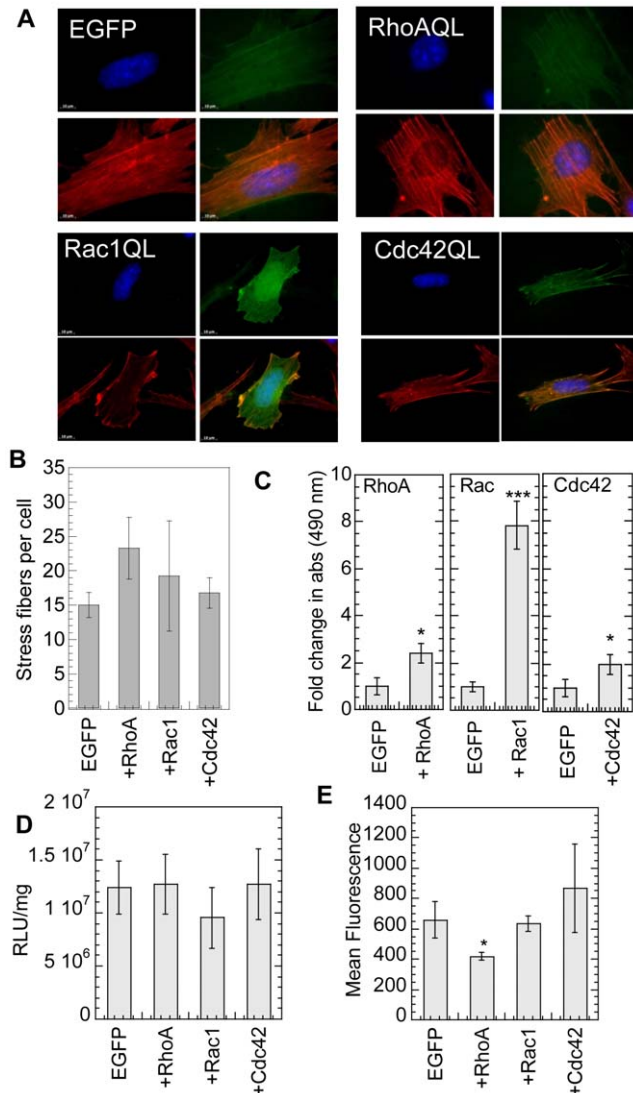 A
EGFP
RhoAQL
Rac1QL
Cdc42QL
B
Stress fibers per cell
35
30
25
20
15
10
5
0
EGFP
+RhoA
+Rac1
+Cdc42
C
Fold change in abs (490 nm)
10
8
6
4
2
0
RhoA
Rac
Cdc42
*
***
*
EGFP
+ RhoA
EGFP
+ Rac1
EGFP
+Cdc42
D
RLU/mg
2 10⁷
1.5 10⁷
1 10⁷
5 10⁶
0
EGFP
+RhoA
+Rac1
+Cdc42
E
Mean Fluorescence
1400
1200
1000
800
600
400
200
0
*
EGFP
+RhoA
+Rac1
+Cdc42